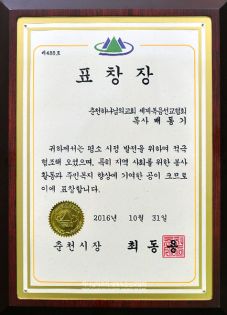 제455호
표창장
춘천하나님의교회 세계복음선교협회
목사 배동기
귀하께서는 평소 시정 발전을 위하여 적극
협조해 오셨으며, 특히 지역 사회를 위한 봉사
활동과 주민복지 향상에 기여한 공이 크므로
이에 표창합니다.
2016년 10월 31일
춘천시장 최동용